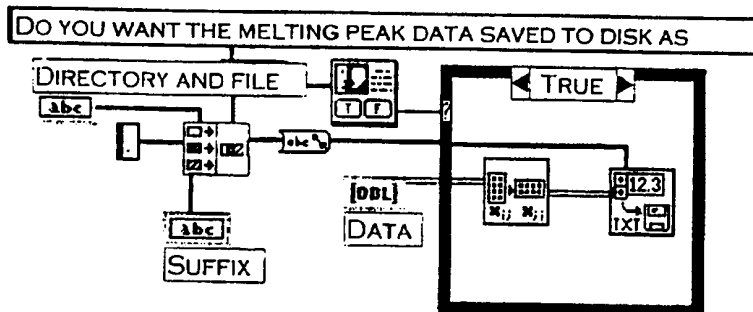 DO YOU WANT THE MELTING PEAK DATA SAVED TO DISK AS
DIRECTORY AND FILE
TRUE
abc
T F
?
.
abc
12.3
[DBL]
TXT
DATA
abc
SUFFIX